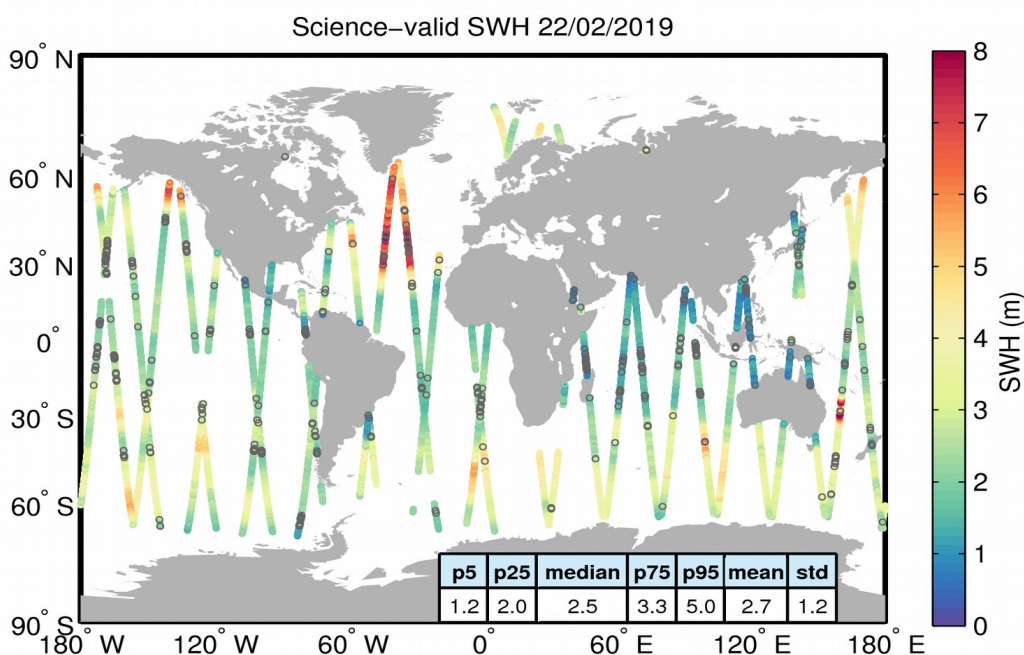 Science−valid SWH 22/02/2019
90° N
60° N
30° N
0°
30° S
60° S
90° S
180° W
120° W
60° W
0°
60° E
120° E
180° E
p5 p25 median p75 p95 mean std
1.2 2.0 2.5 3.3 5.0 2.7 1.2
8
7
6
5
4
3
2
1
0
SWH (m)